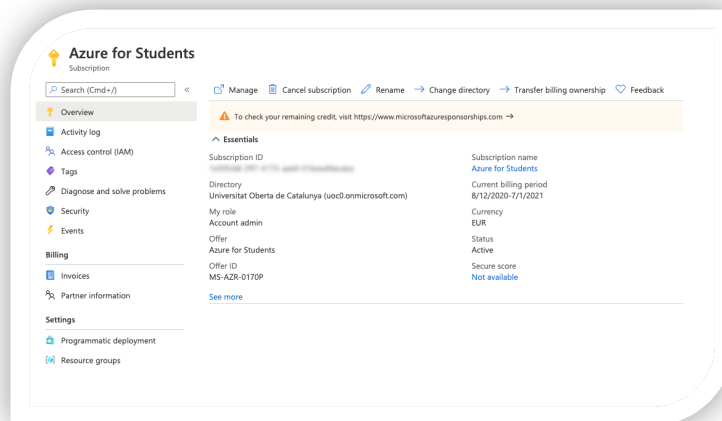 Azure for Students
Subscription
Search (Cmd+/)
«
Manage
Cancel subscription
Rename
Change directory
Transfer billing ownership
Feedback
Overview
Activity log
Access control (IAM)
Tags
Diagnose and solve problems
Security
Events
Billing
Invoices
Partner information
Settings
Programmatic deployment
Resource groups
To check your remaining credit, visit https://www.microsoftazuresponsorships.com →
Essentials
Subscription ID
Directory
Universitat Oberta de Catalunya (uoc0.onmicrosoft.com)
My role
Account admin
Offer
Azure for Students
Offer ID
MS-AZR-0170P
See more
Subscription name
Azure for Students
Current billing period
8/12/2020-7/1/2021
Currency
EUR
Status
Active
Secure score
Not available